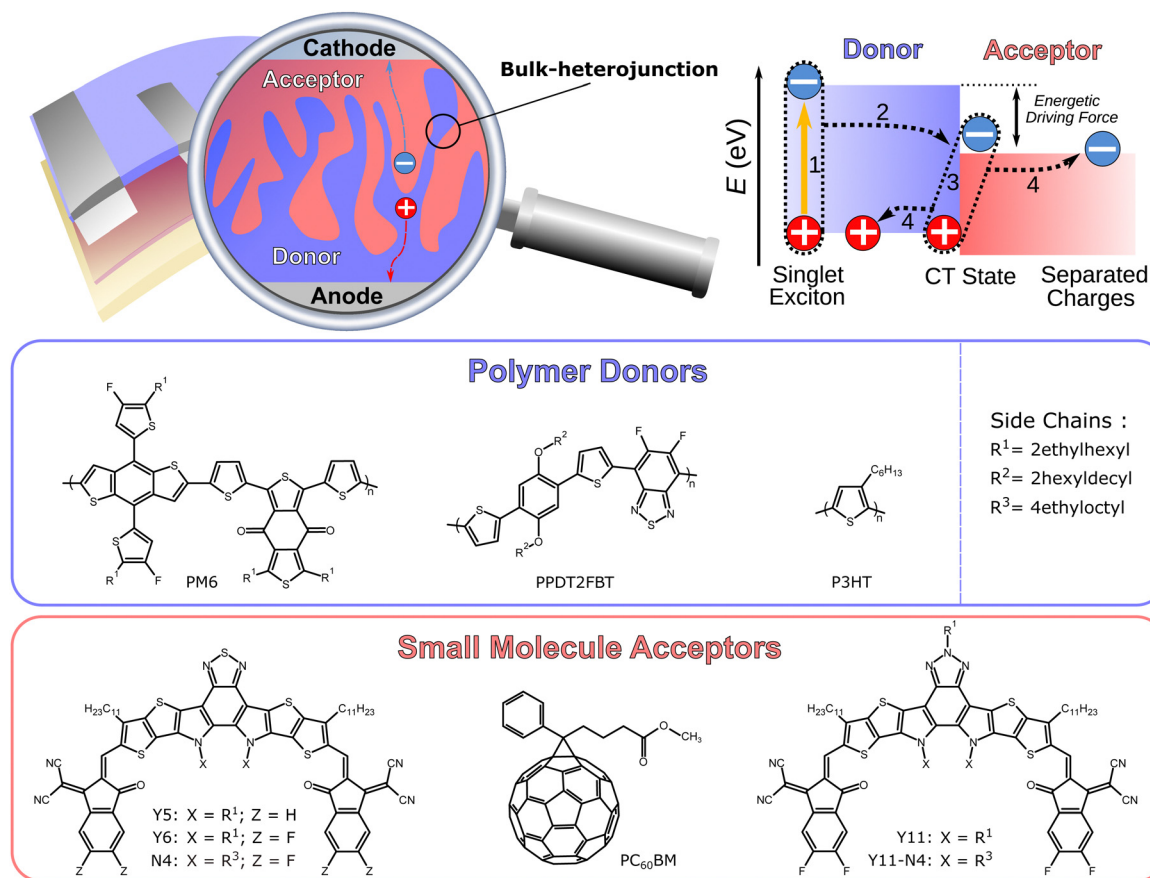 Cathode
Acceptor
Bulk-heterojunction
Donor
Anode
Donor
Acceptor
E (eV)
Energetic
Driving Force
1
2
3
4
4
Singlet
Exciton
CT State
Separated
Charges
Polymer Donors
F
R¹
S
S
S
S
S
S
S
n
O
O
S
R¹
F
R¹
R¹
S
PM6
R²
O
F
F
S
S
N
N
S
O
R²
n
PPDT2FBT
C₆H₁₃
S
n
P3HT
Side Chains :
R¹= 2ethylhexyl
R²= 2hexyldecyl
R³= 4ethyloctyl
Small Molecule Acceptors
S
N
N
H₂₃C₁₁
S
S
C₁₁H₂₃
S
N
N
S
X
X
NC
CN
O
O
CN
CN
Z
Z
Z
Z
Y5: X = R¹; Z = H
Y6: X = R¹; Z = F
N4: X = R³; Z = F
O
CH₃
O
PC₆₀BM
R¹
N
N
N
H₂₃C₁₁
S
S
C₁₁H₂₃
S
N
N
S
X
X
NC
CN
O
O
CN
CN
F
F
F
F
Y11: X = R¹
Y11-N4: X = R³